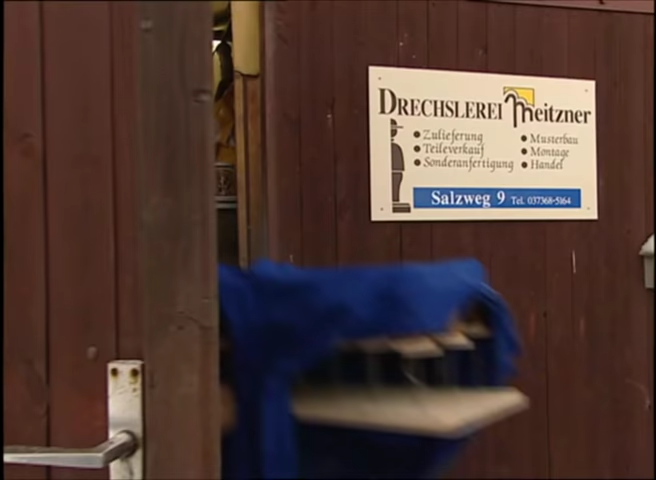 DRECHSLEREI Meitzner
• Zulieferung
• Teileverkauf
• Sonderanfertigung
• Musterbau
• Montage
• Handel
Salzweg 9 Tel. 037368-5164